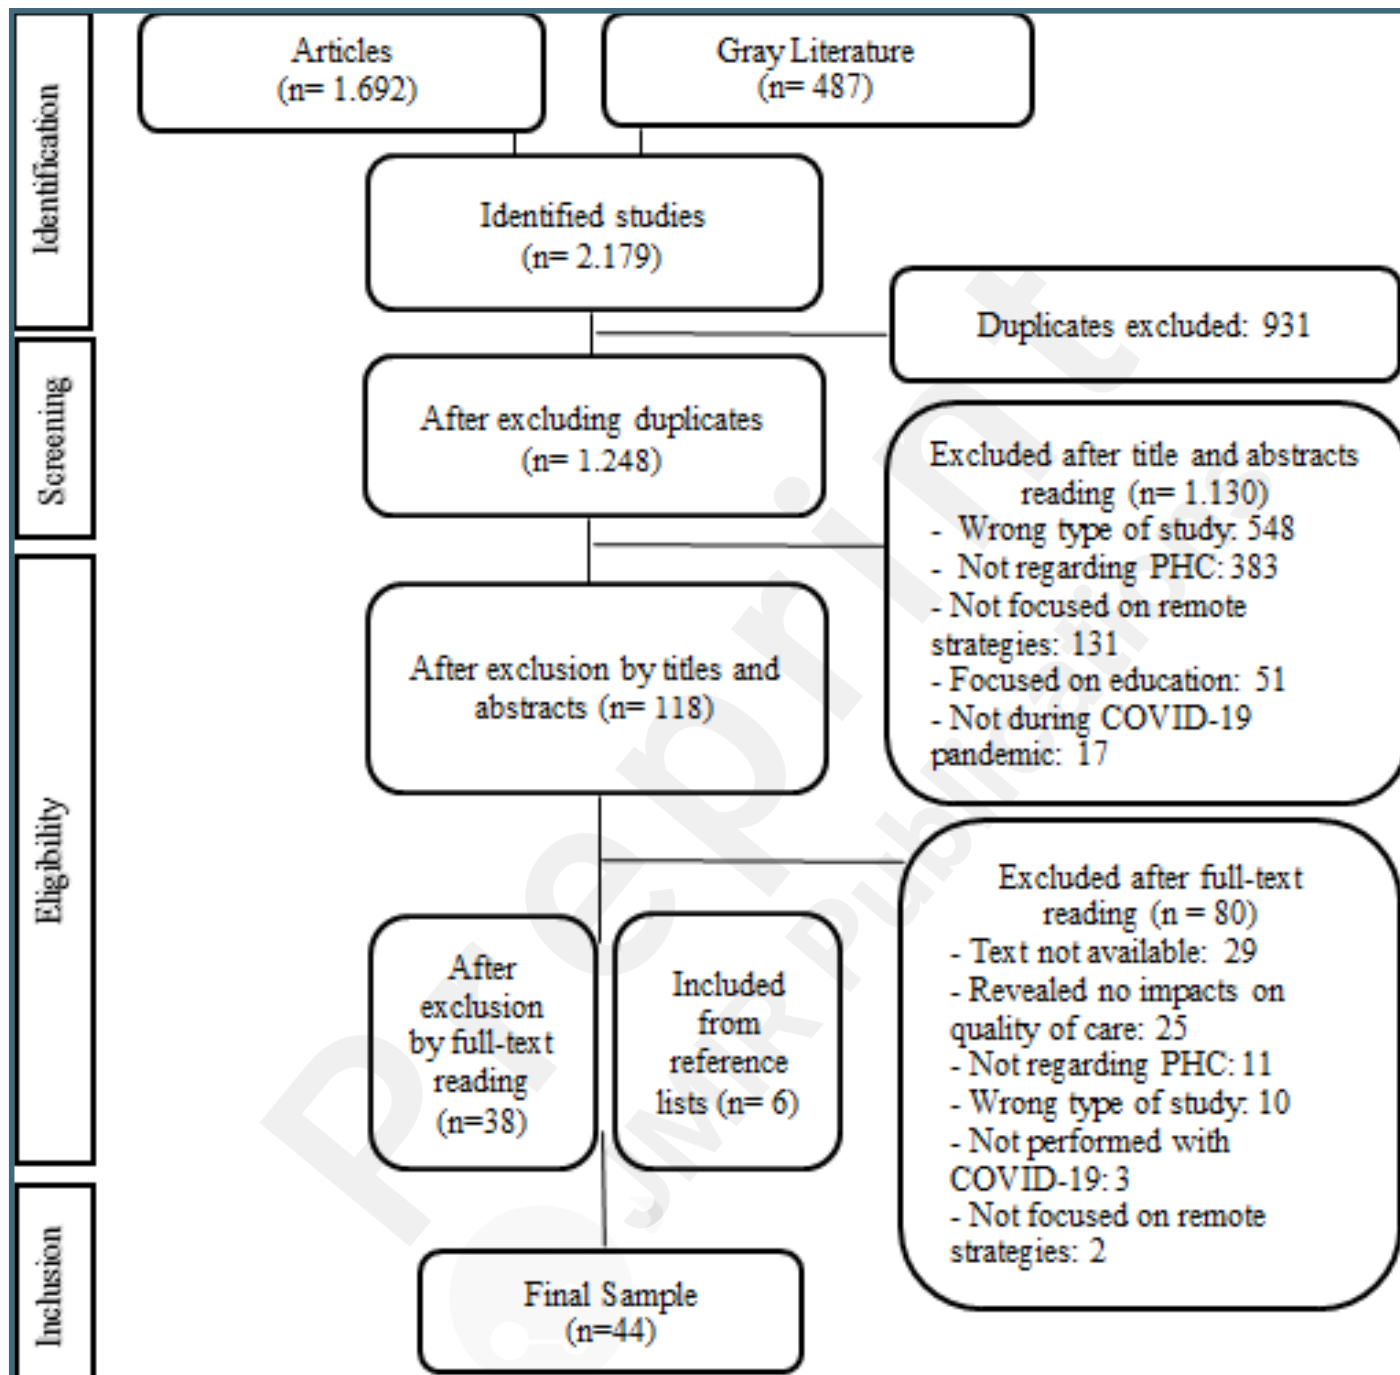 Identification
Articles
(n= 1.692)
Gray Literature
(n= 487)
Identified studies
(n= 2.179)
Duplicates excluded: 931
Screening
After excluding duplicates
(n= 1.248)
Excluded after title and abstracts
reading (n= 1.130)
- Wrong type of study: 548
- Not regarding PHC: 383
- Not focused on remote
strategies: 131
- Focused on education: 51
- Not during COVID-19
pandemic: 17
Eligibility
After exclusion by titles and
abstracts (n= 118)
Excluded after full-text
reading (n = 80)
- Text not available: 29
- Revealed no impacts on
quality of care: 25
- Not regarding PHC: 11
- Wrong type of study: 10
- Not performed with
COVID-19: 3
- Not focused on remote
strategies: 2
After
exclusion
by full-text
reading
(n=38)
Included
from
reference
lists (n= 6)
Inclusion
Final Sample
(n=44)
Preprint
JMIR Publications